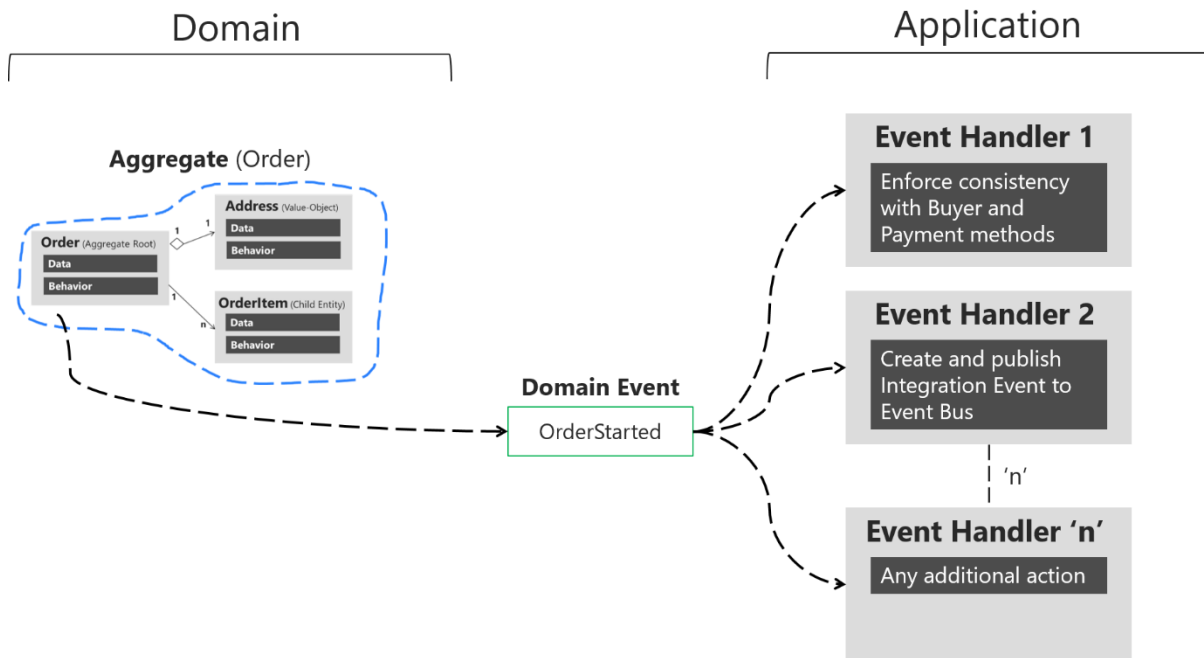 Domain
Application
Aggregate (Order)
Order (Aggregate Root)
Data
Behavior
1
1
Address (Value-Object)
Data
Behavior
1
n
OrderItem (Child Entity)
Data
Behavior
Domain Event
OrderStarted
Event Handler 1
Enforce consistency
with Buyer and
Payment methods
Event Handler 2
Create and publish
Integration Event to
Event Bus
‘n’
Event Handler ‘n’
Any additional action